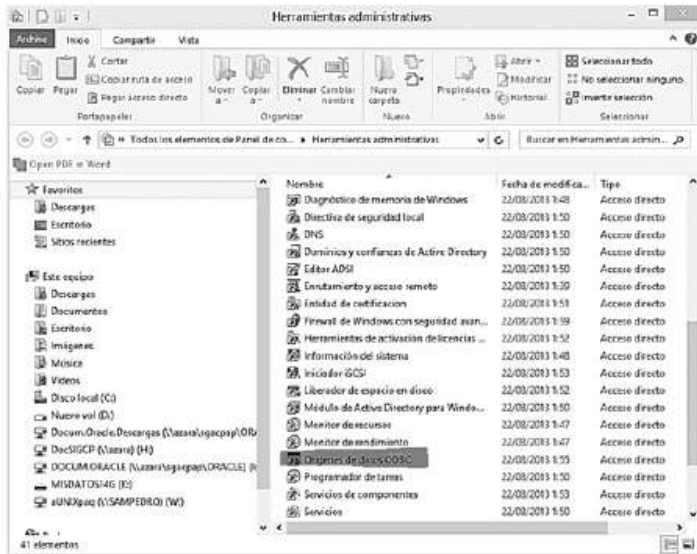 Herramientas administrativas
Archivo Inicio Compartir Vista
Copiar Pegar
Cortar
Copiar ruta de acceso
Pegar acceso directo
Mover a
Copiar a
Eliminar
Cambiar nombre
Nueva carpeta
Propiedades
Abrir
Modificar
Historial
Seleccionar todo
No seleccionar ninguno
Invertir selección
Portapapeles Organizar Nuevo Abrir Seleccionar
« Todos los elementos de Panel de co... ▸ Herramientas administrativas
Buscar en Herramientas admin...
Open PDF in Word
Favoritos
Descargas
Escritorio
Sitios recientes
Este equipo
Descargas
Documentos
Escritorio
Imágenes
Música
Vídeos
Disco local (C:)
Nuevo vol (D:)
Docum.Oracle.Descargas
DocSIGCP (\\azara) (H:)
DOCUM.ORACLE
MISDATOS14G (K:)
aUNIXpaq (\\SAMPEDRO) (W:)
Nombre Fecha de modifica... Tipo
Diagnóstico de memoria de Windows 22/08/2013 1:48 Acceso directo
Directiva de seguridad local 22/08/2013 1:50 Acceso directo
DNS 22/08/2013 1:50 Acceso directo
Dominios y confianzas de Active Directory 22/08/2013 1:50 Acceso directo
Editor ADSI 22/08/2013 1:50 Acceso directo
Enrutamiento y acceso remoto 22/08/2013 1:39 Acceso directo
Entidad de certificacion 22/08/2013 1:51 Acceso directo
Firewall de Windows con seguridad avan... 22/08/2013 1:39 Acceso directo
Herramientas de activación de licencias ... 22/08/2013 1:52 Acceso directo
Información del sistema 22/08/2013 1:48 Acceso directo
Iniciador iSCSI 22/08/2013 1:53 Acceso directo
Liberador de espacio en disco 22/08/2013 1:52 Acceso directo
Módulo de Active Directory para Window... 22/08/2013 1:50 Acceso directo
Monitor de recursos 22/08/2013 1:47 Acceso directo
Monitor de rendimiento 22/08/2013 1:47 Acceso directo
Orígenes de datos ODBC 22/08/2013 1:55 Acceso directo
Programador de tareas 22/08/2013 1:50 Acceso directo
Servicios de componentes 22/08/2013 1:53 Acceso directo
Servicios 22/08/2013 1:50 Acceso directo
41 elementos